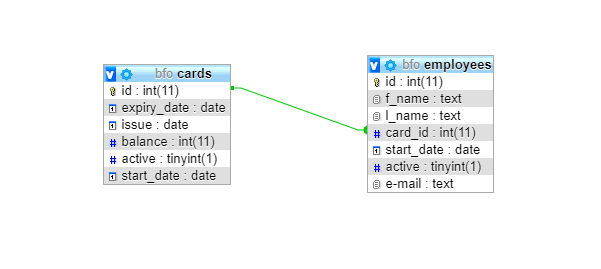 bfo cards
id : int(11)
expiry_date : date
issue : date
balance : int(11)
active : tinyint(1)
start_date : date
bfo employees
id : int(11)
f_name : text
l_name : text
card_id : int(11)
start_date : date
active : tinyint(1)
e-mail : text